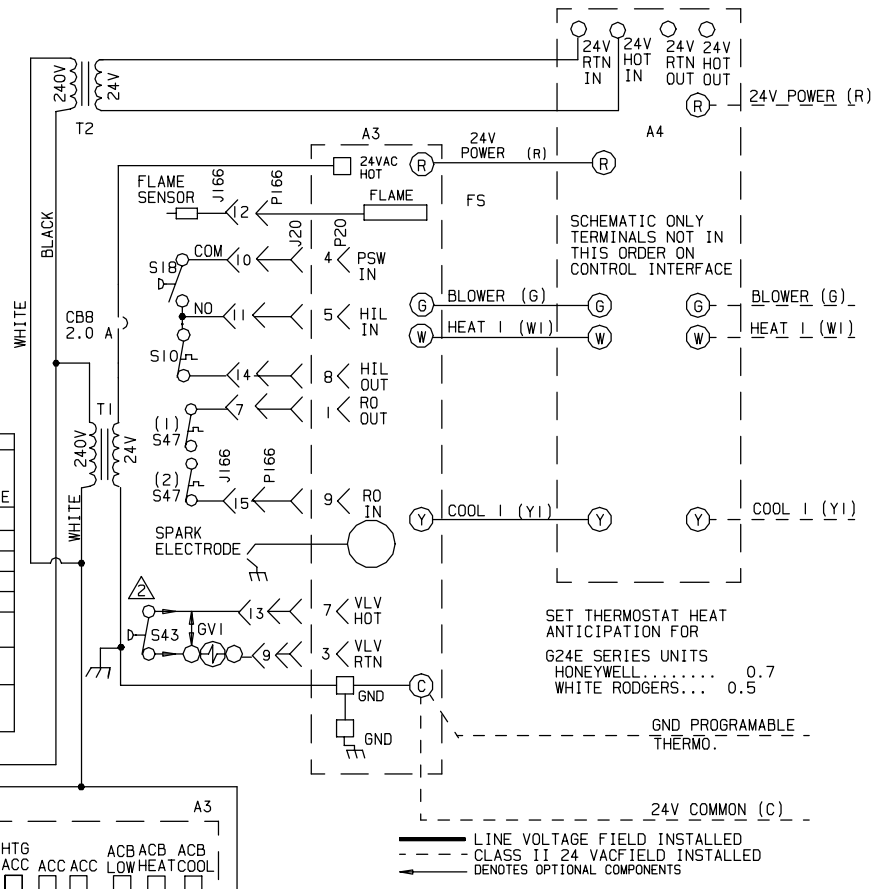 24V RTN IN
24V HOT IN
24V RTN OUT
24V HOT OUT
240V
24V
T2
R
24V POWER (R)
A3
A4
24VAC HOT
R
24V POWER (R)
R
FLAME SENSOR
J166
P166
12
FLAME
FS
BLACK
WHITE
J20
P20
SCHEMATIC ONLY
TERMINALS NOT IN
THIS ORDER ON
CONTROL INTERFACE
COM
S18
10
4
PSW IN
NO
11
5
HIL IN
G
BLOWER (G)
G
G
BLOWER (G)
CB8
2.0 A
W
HEAT 1 (W1)
W
W
HEAT 1 (W1)
S10
14
8
HIL OUT
7
1
RO OUT
T1
240V
24V
(1)
S47
(2)
S47
J166
P166
15
9
RO IN
E
WHITE
Y
COOL 1 (Y1)
Y
Y
COOL 1 (Y1)
SPARK
ELECTRODE
2
13
7
VLV HOT
S43
GV1
9
3
VLV RTN
SET THERMOSTAT HEAT
ANTICIPATION FOR
G24E SERIES UNITS
HONEYWELL........ 0.7
WHITE RODGERS... 0.5
C
GND
GND
GND PROGRAMABLE
THERMO.
24V COMMON (C)
A3
LINE VOLTAGE FIELD INSTALLED
CLASS II 24 VACFIELD INSTALLED
DENOTES OPTIONAL COMPONENTS
HTG ACC
ACC
ACC
ACB LOW
ACB HEAT
ACB COOL